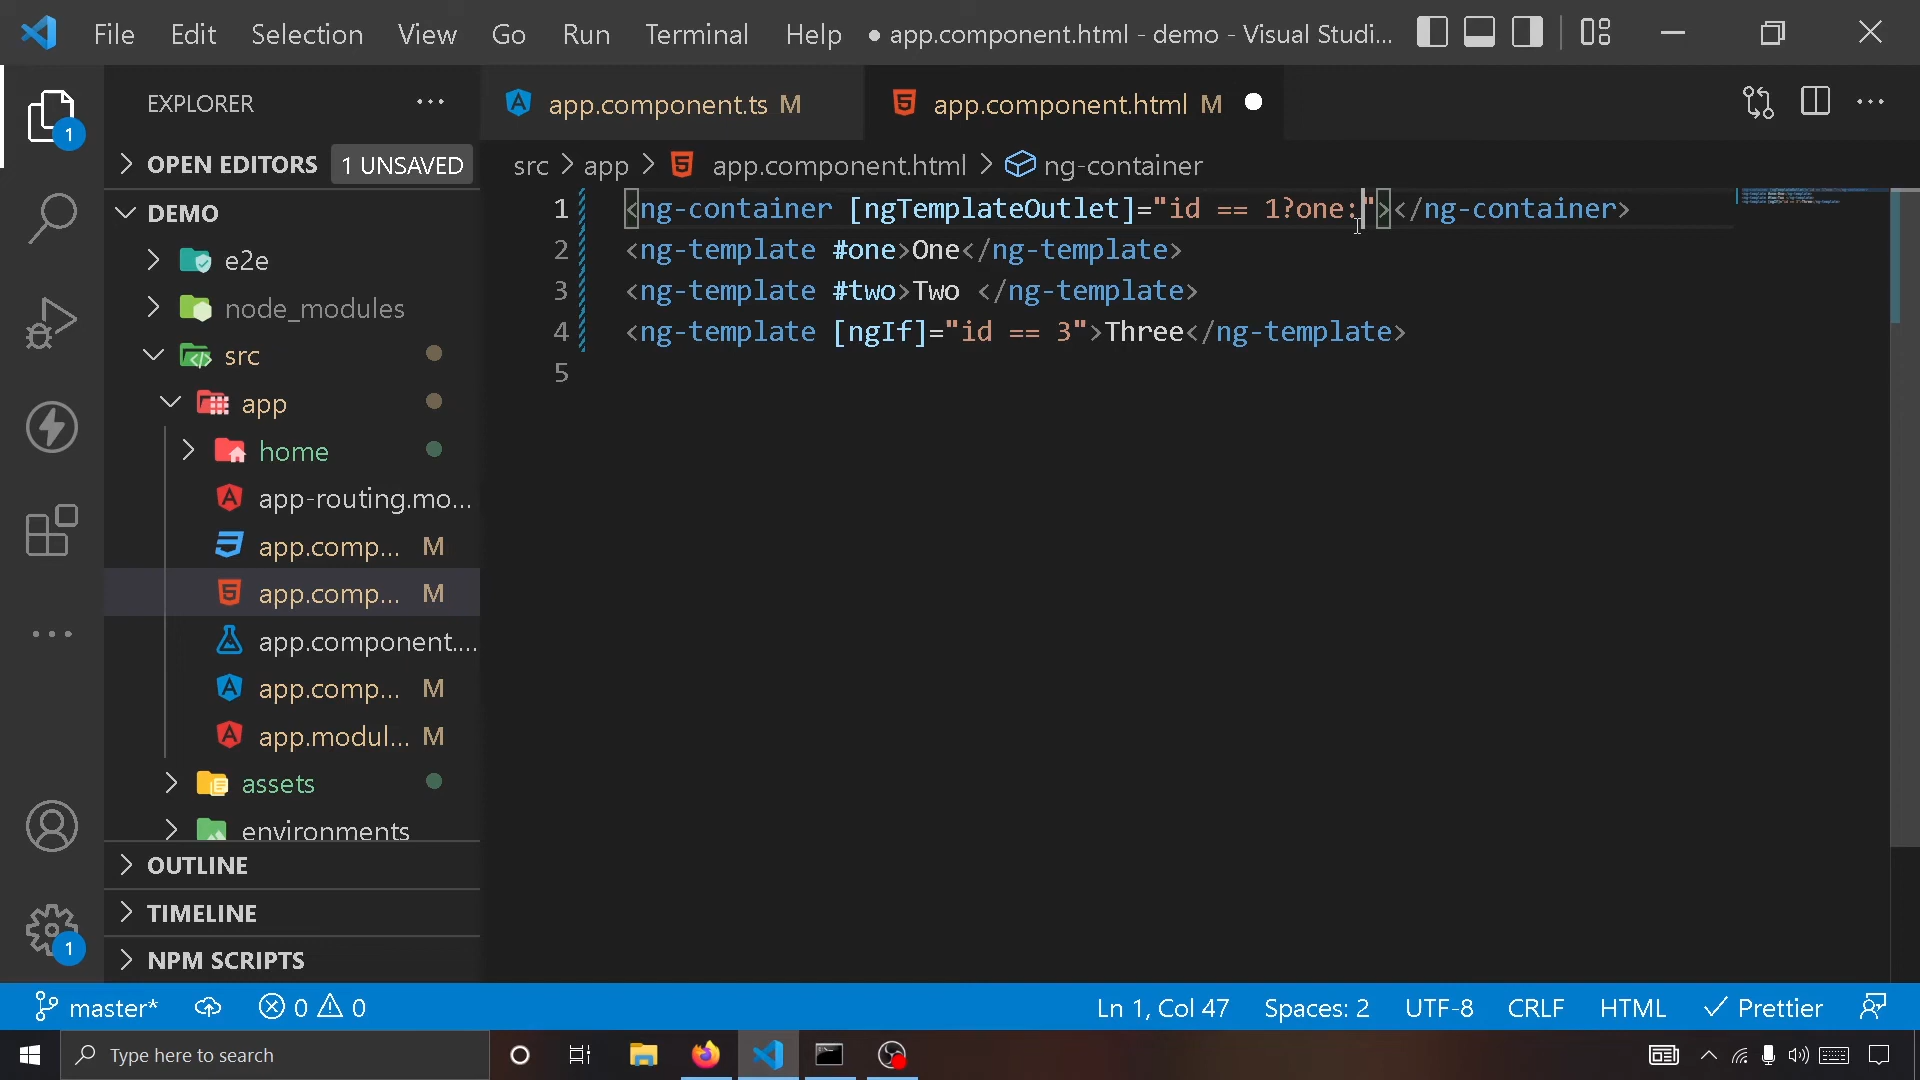 File Edit Selection View Go Run Terminal Help ● app.component.html - demo - Visual Studi...
EXPLORER ...
OPEN EDITORS 1 UNSAVED
DEMO
e2e
node_modules
src
app
home
app-routing.mo...
app.comp... M
app.comp... M
app.component....
app.comp... M
app.modul... M
assets
environments
OUTLINE
TIMELINE
NPM SCRIPTS
1
1
app.component.ts M
app.component.html M
src > app > app.component.html > ng-container
1 <ng-container [ngTemplateOutlet]="id == 1?one:"></ng-container>
2 <ng-template #one>One</ng-template>
3 <ng-template #two>Two </ng-template>
4 <ng-template [ngIf]="id == 3">Three</ng-template>
5
master* 0 0 Ln 1, Col 47 Spaces: 2 UTF-8 CRLF HTML Prettier
Type here to search